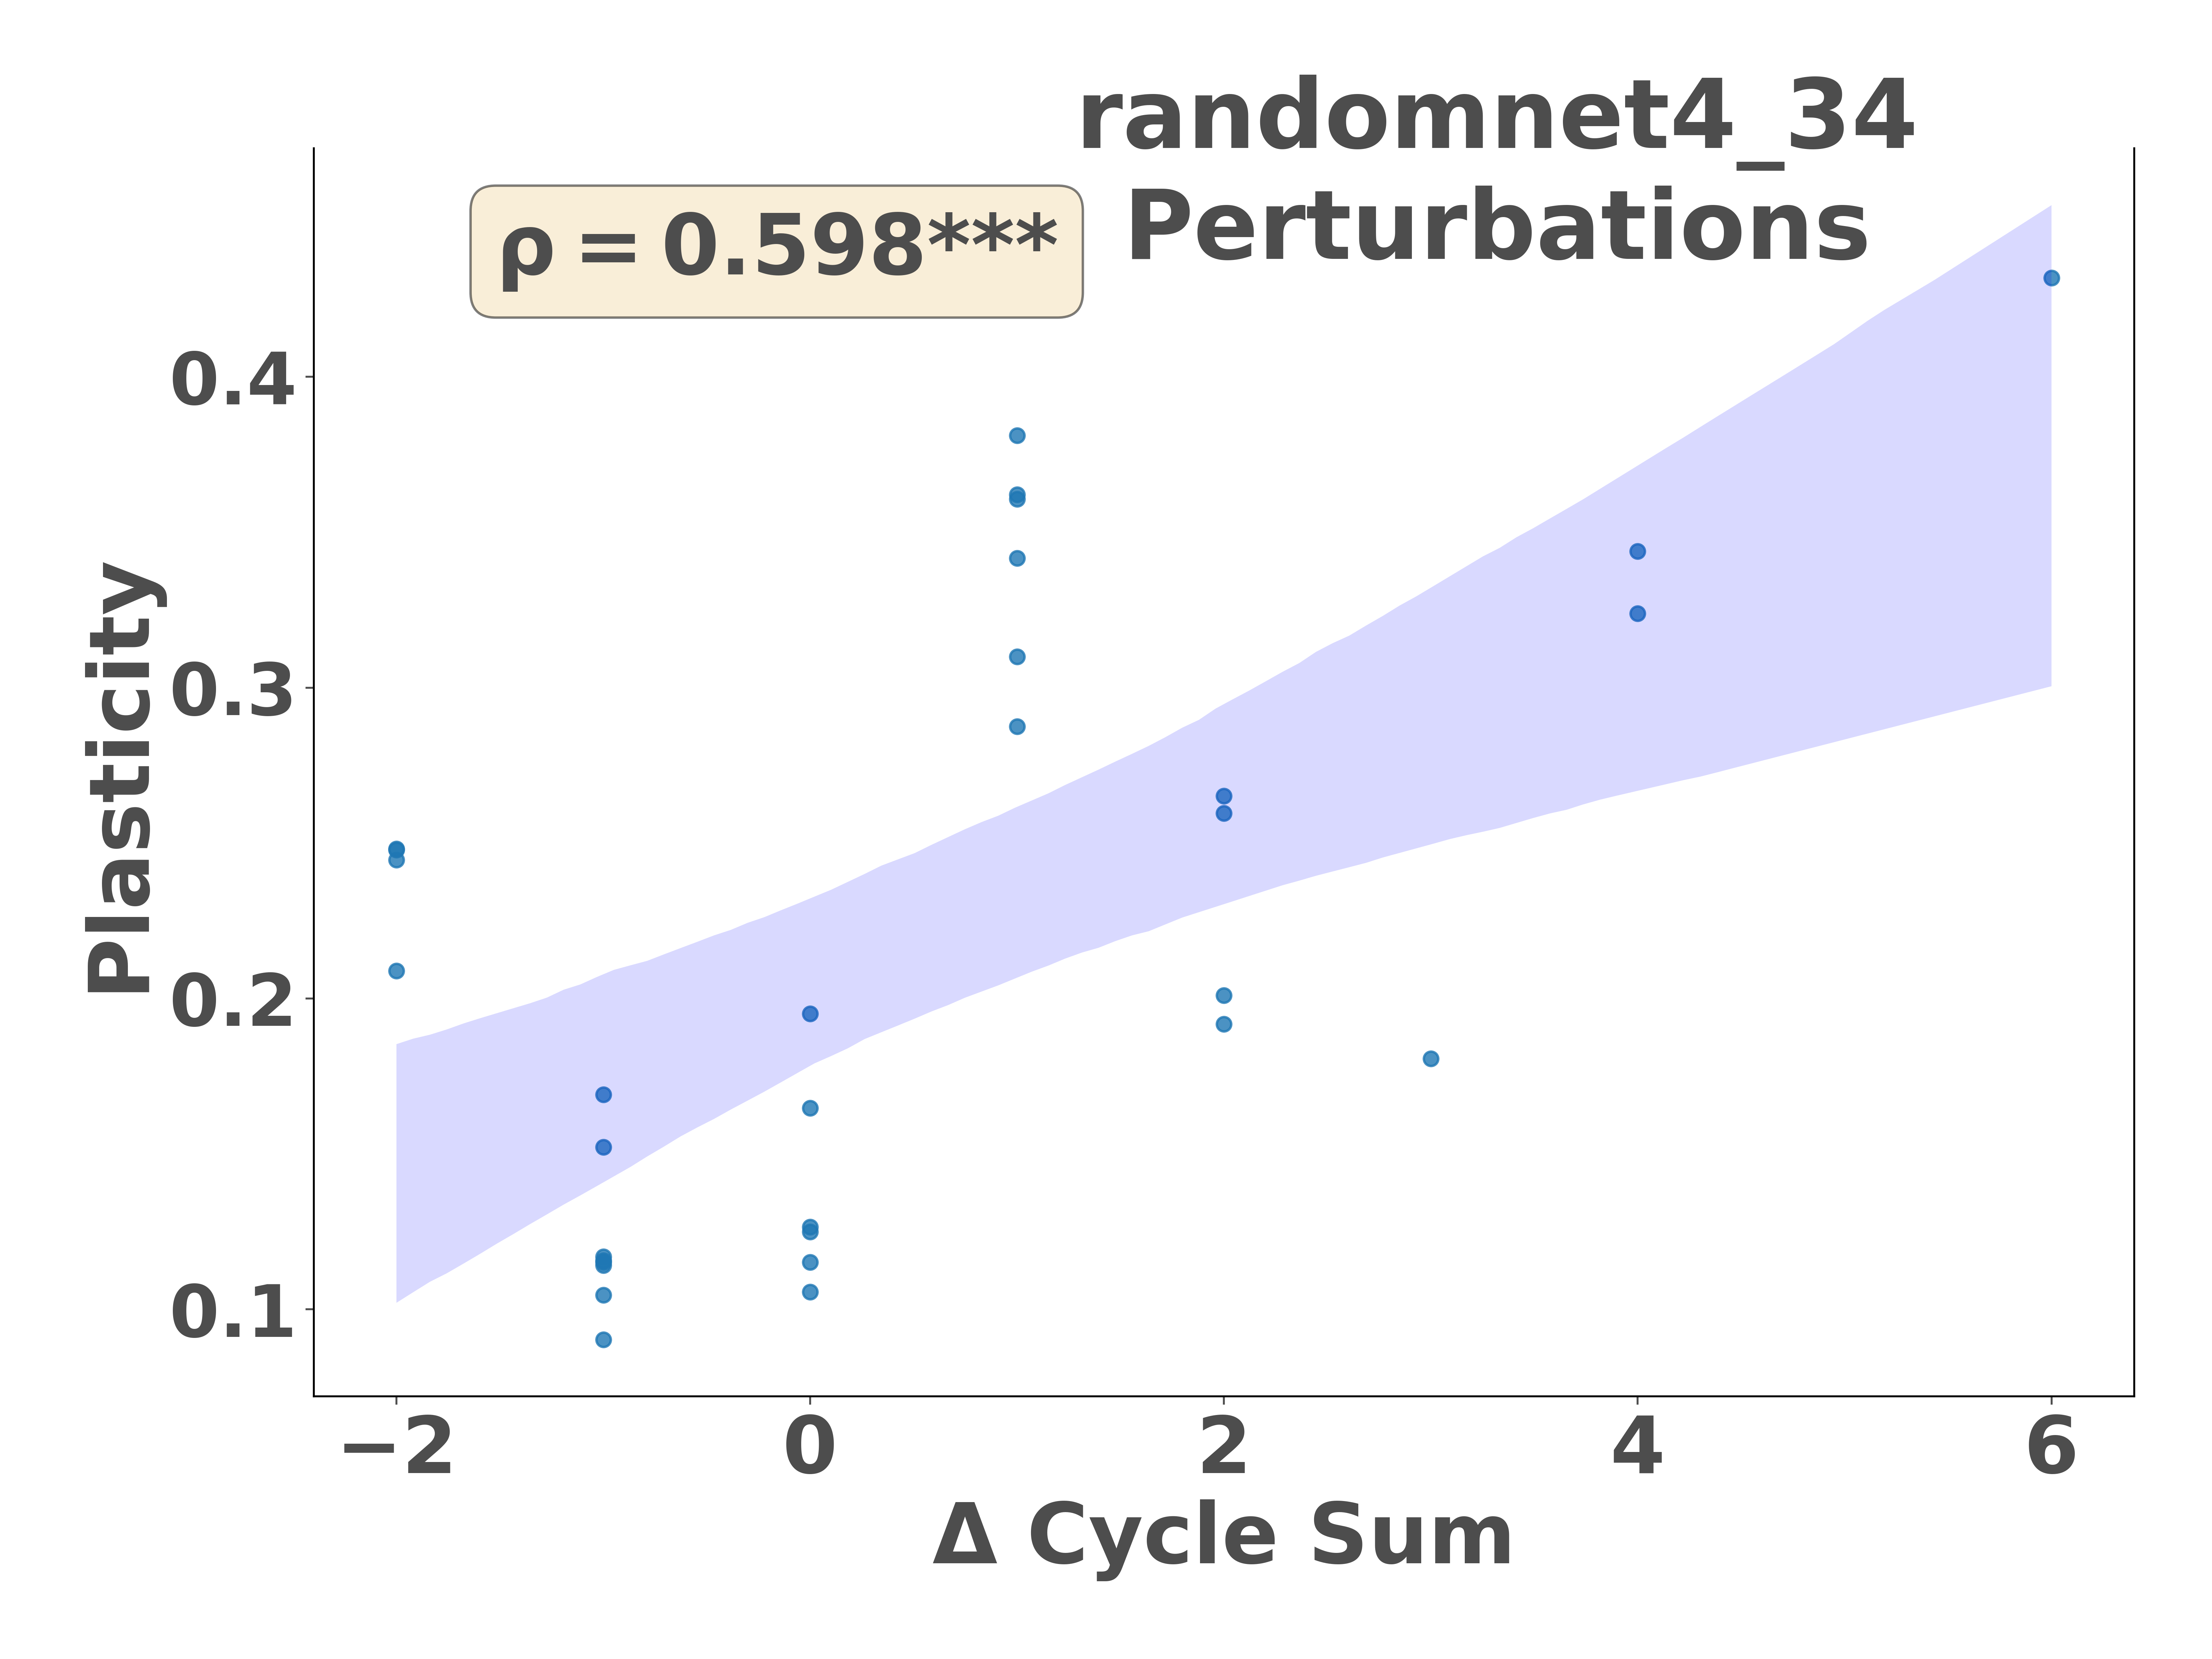 randomnet4_34
Perturbations
ρ = 0.598***
Plasticity
0.4
0.3
0.2
0.1
−2 0 2 4 6
Δ Cycle Sum